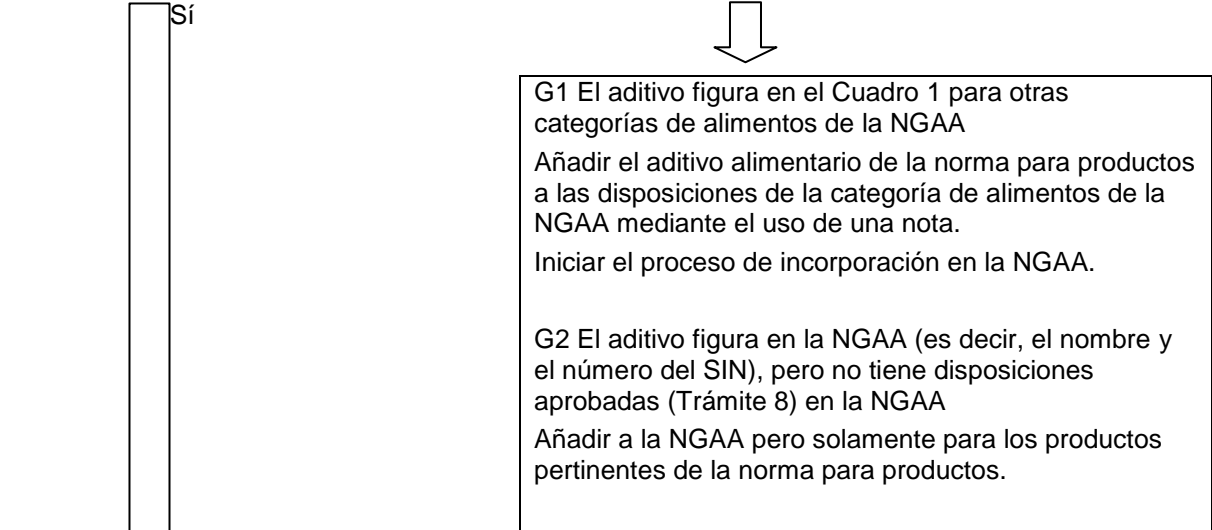 Sí
G1 El aditivo figura en el Cuadro 1 para otras
categorías de alimentos de la NGAA
Añadir el aditivo alimentario de la norma para productos
a las disposiciones de la categoría de alimentos de la
NGAA mediante el uso de una nota.
Iniciar el proceso de incorporación en la NGAA.
G2 El aditivo figura en la NGAA (es decir, el nombre y
el número del SIN), pero no tiene disposiciones
aprobadas (Trámite 8) en la NGAA
Añadir a la NGAA pero solamente para los productos
pertinentes de la norma para productos.